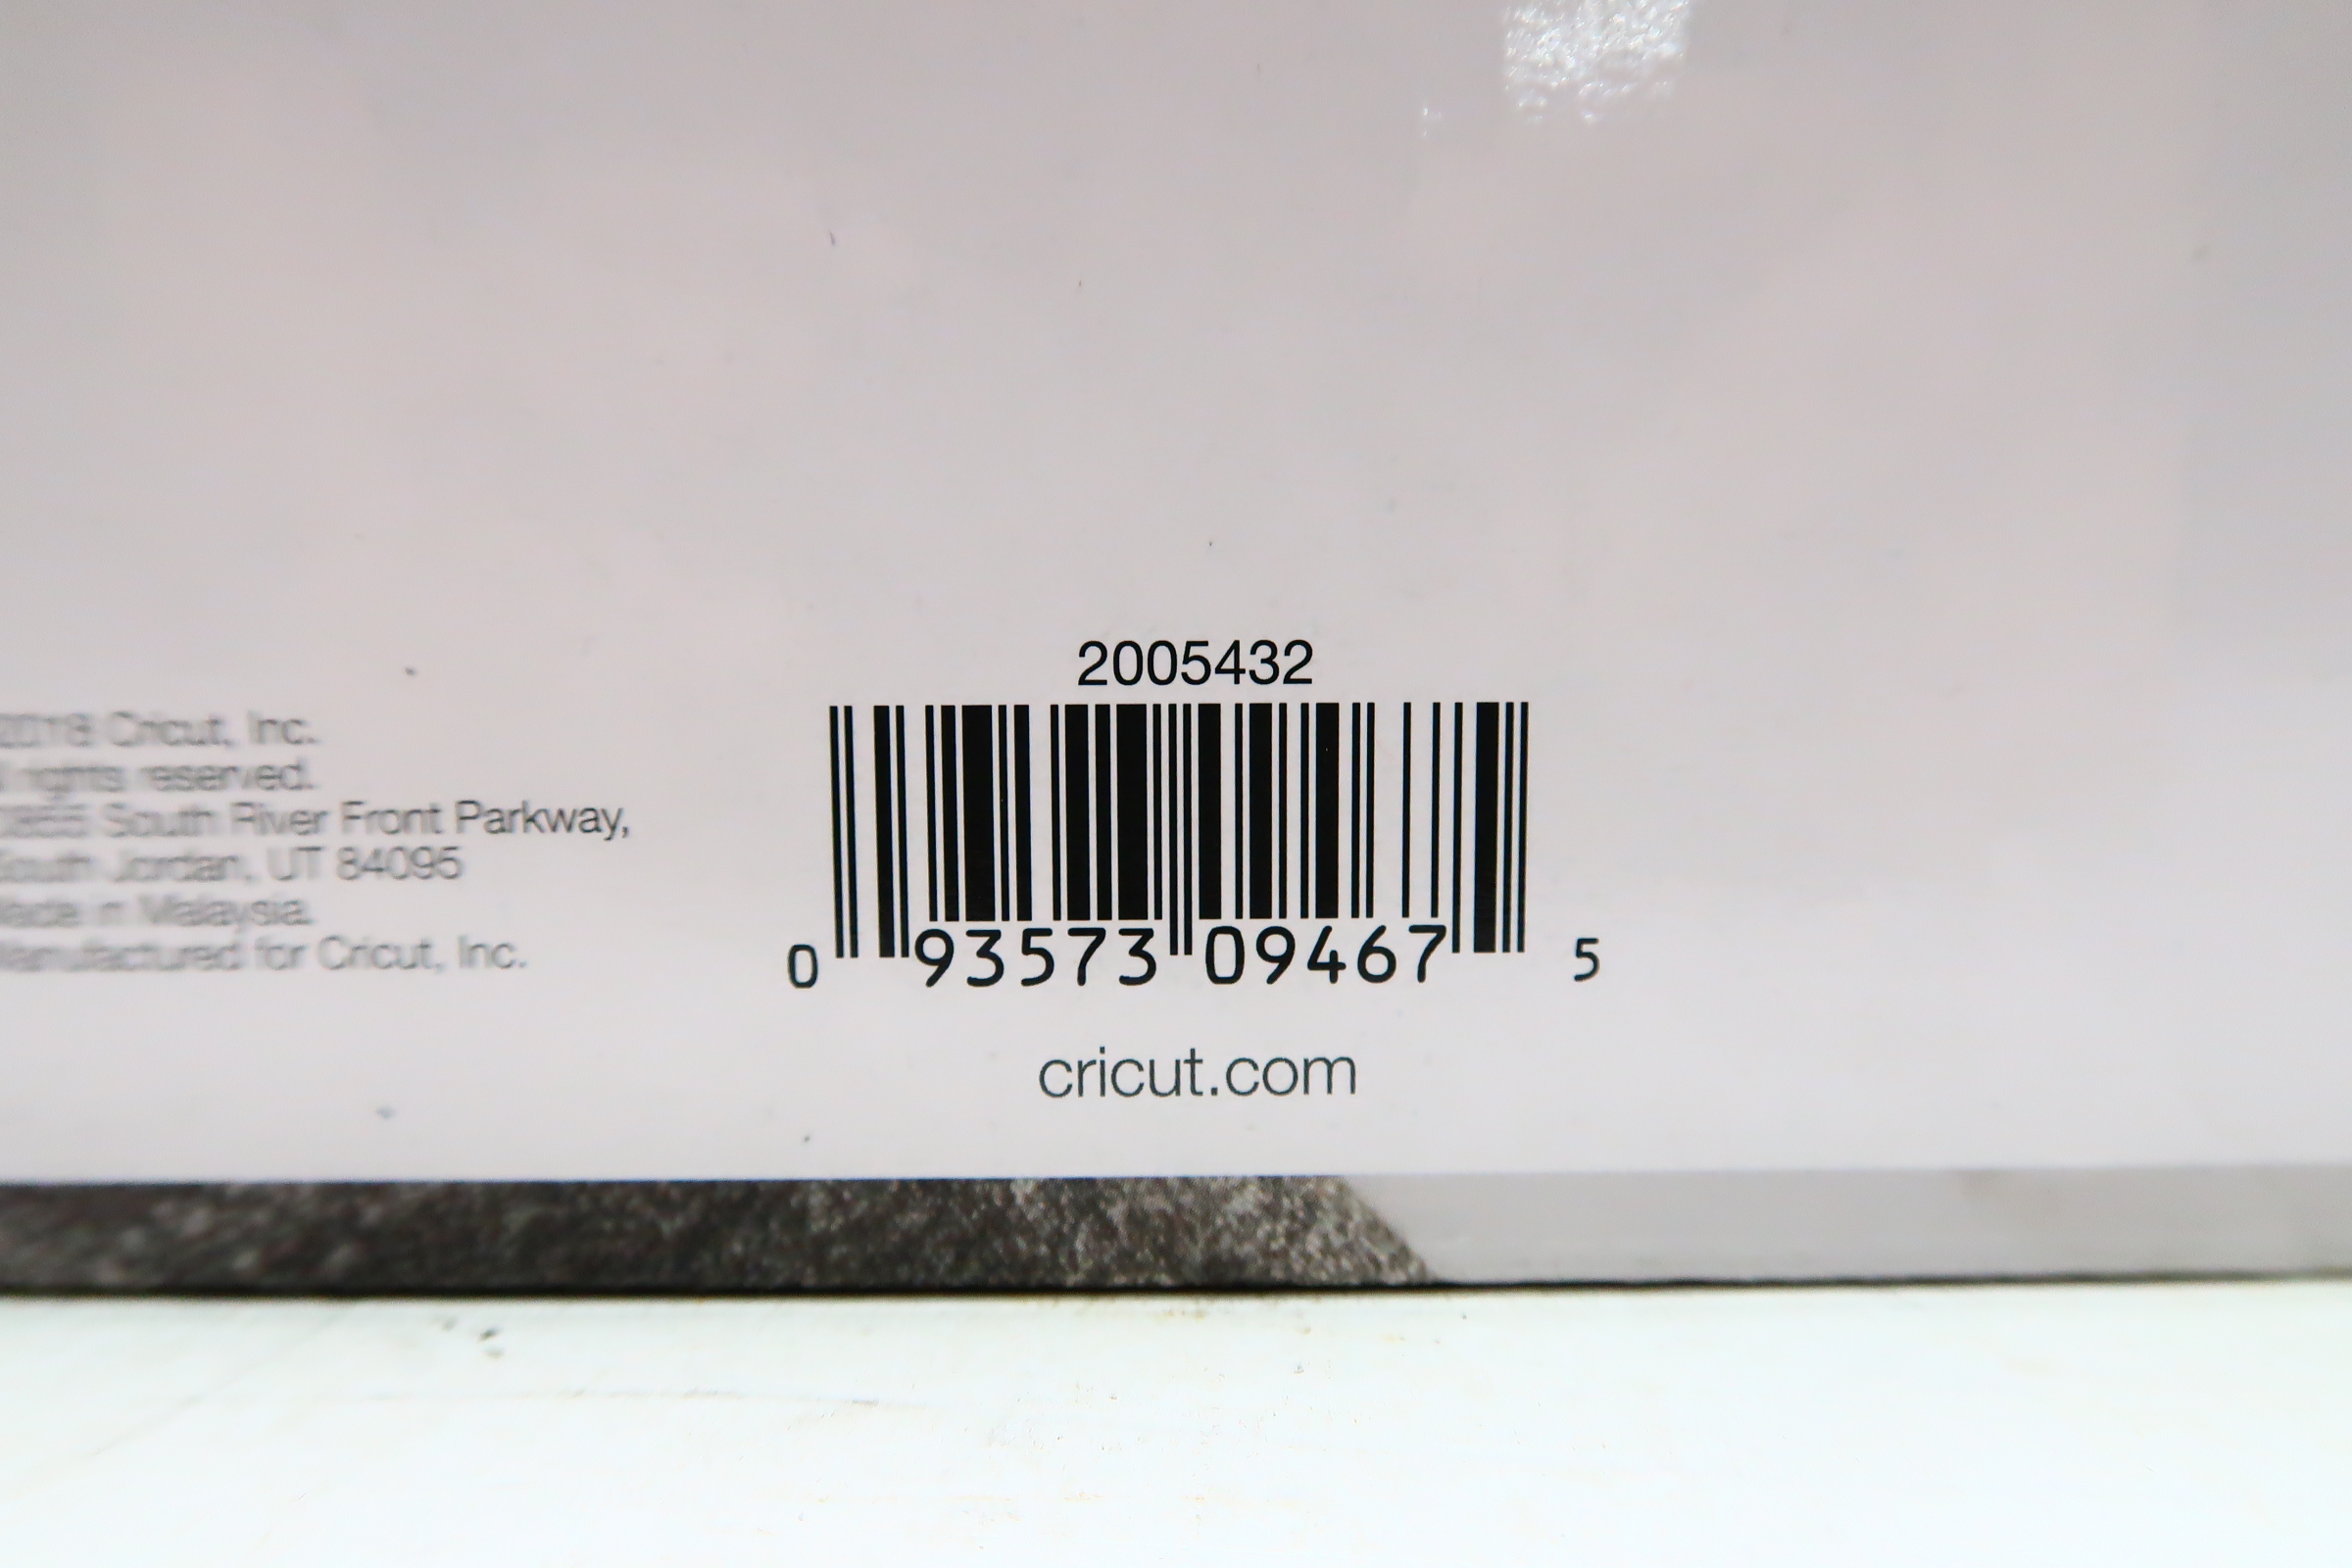 2018 Cricut, Inc.
rights reserved.
South River Front Parkway,
South Jordan, UT 84095
Made in Malaysia.
Manufactured for Cricut, Inc.
2005432
0 93573 09467 5
cricut.com